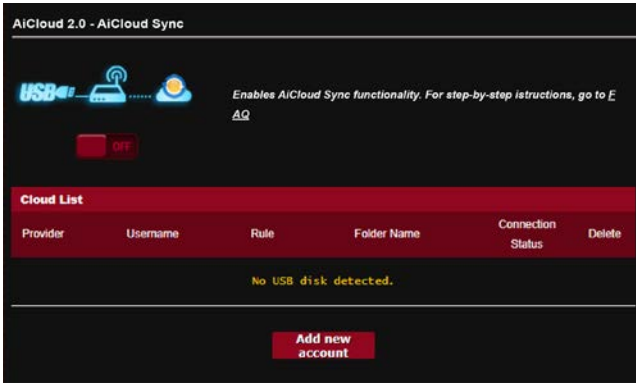 AiCloud 2.0 - AiCloud Sync
USB
Enables AiCloud Sync functionality. For step-by-step istructions, go to F
AQ
OFF
Cloud List
Provider Username Rule Folder Name Connection Status Delete
No USB disk detected.
Add new
account